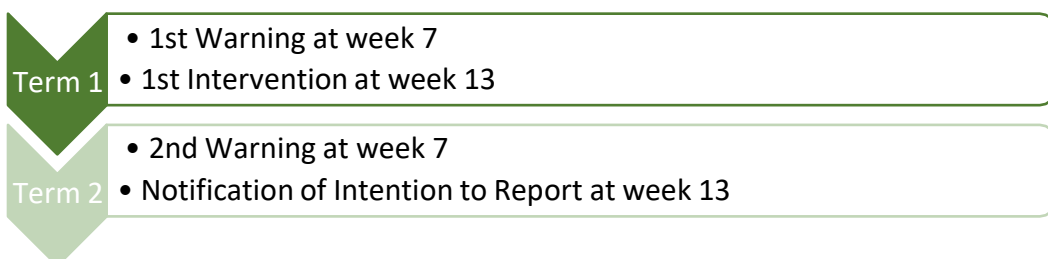 Term 1
• 1st Warning at week 7
• 1st Intervention at week 13
Term 2
• 2nd Warning at week 7
• Notification of Intention to Report at week 13